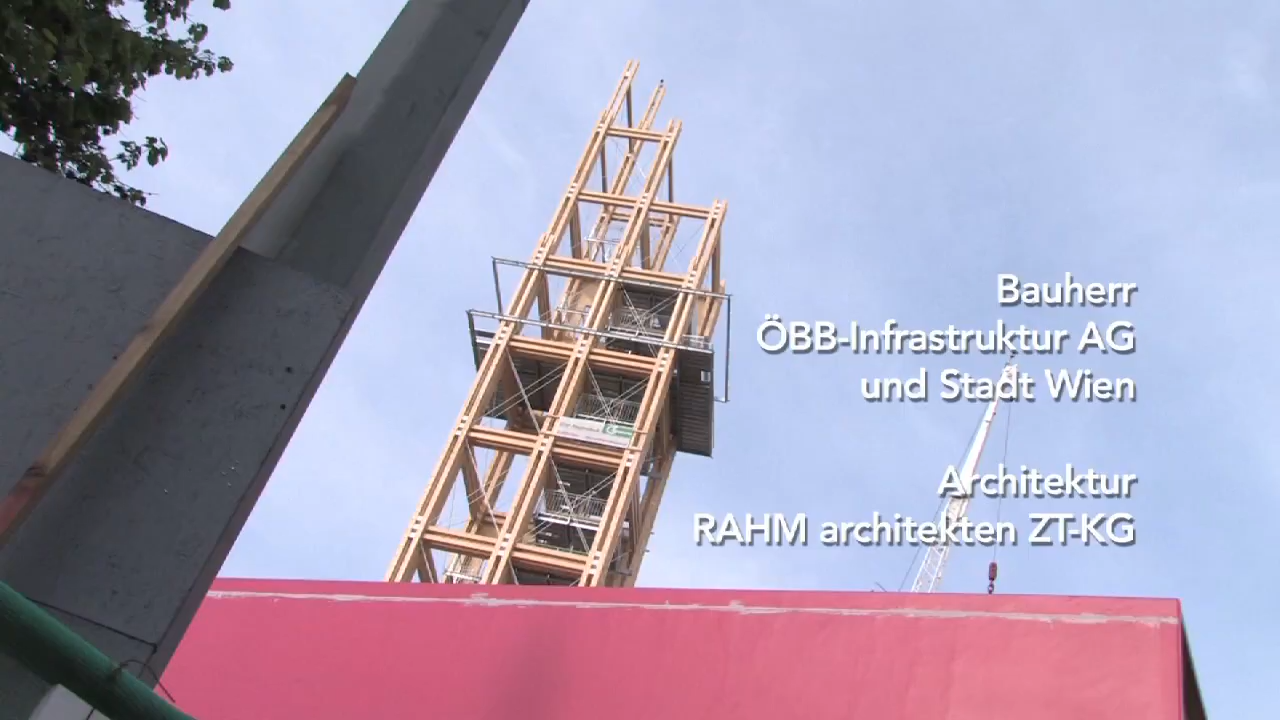 Bauherr
ÖBB-Infrastruktur AG
und Stadt Wien
Architektur
RAHM architekten ZT-KG